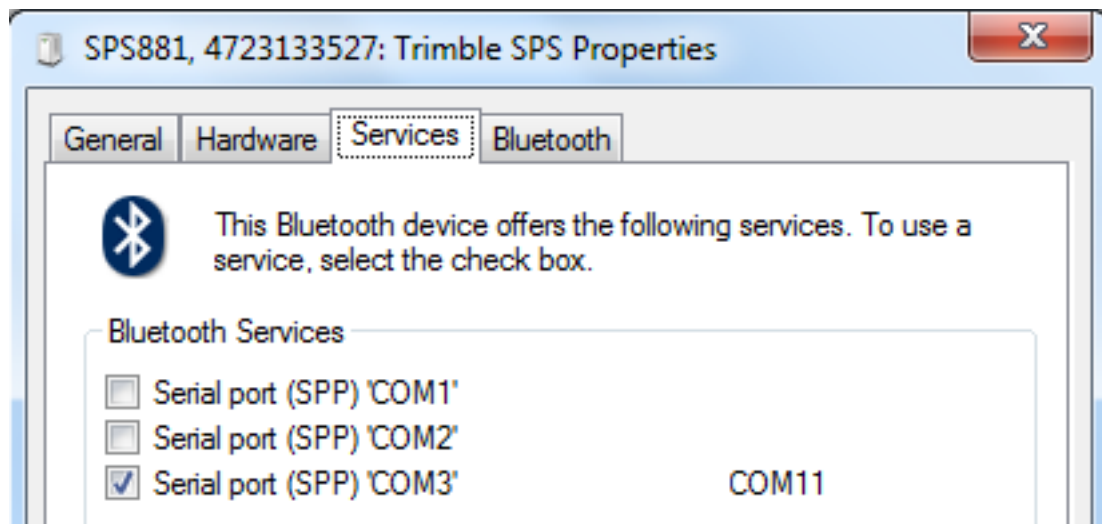 SPS881, 4723133527: Trimble SPS Properties
General Hardware Services Bluetooth
This Bluetooth device offers the following services. To use a
service, select the check box.
Bluetooth Services
Serial port (SPP) 'COM1'
Serial port (SPP) 'COM2'
Serial port (SPP) 'COM3' COM11